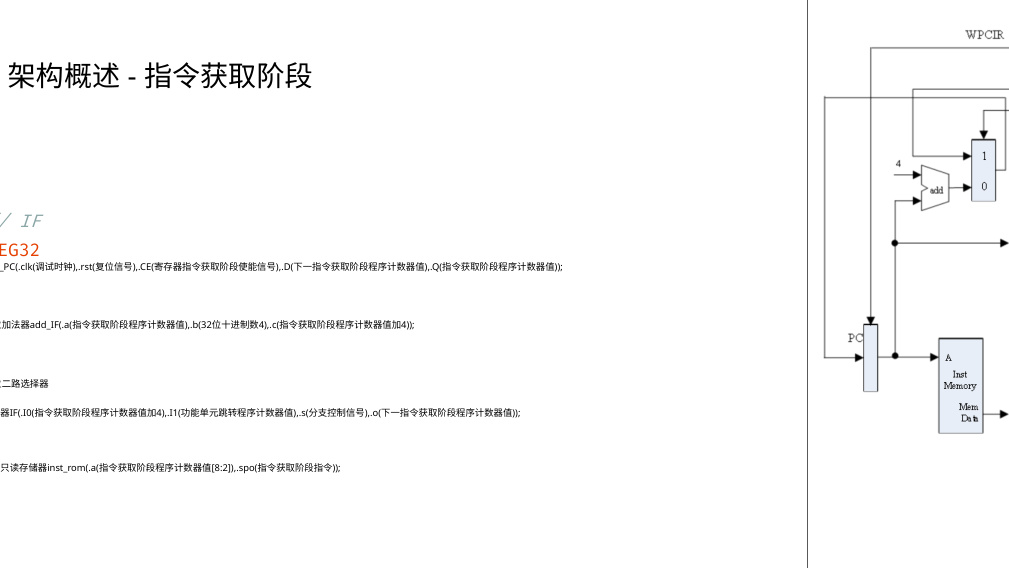 架构概述 - 指令获取阶段
/ IF
EG32
_PC(.clk(调试时钟),.rst(复位信号),.CE(寄存器指令获取阶段使能信号),.D(下一指令获取阶段程序计数器值),.Q(指令获取阶段程序计数器值));
加法器add_IF(.a(指令获取阶段程序计数器值),.b(32位十进制数4),.c(指令获取阶段程序计数器值加4));
二路选择器
器IF(.I0(指令获取阶段程序计数器值加4),.I1(功能单元跳转程序计数器值),.s(分支控制信号),.o(下一指令获取阶段程序计数器值));
只读存储器inst_rom(.a(指令获取阶段程序计数器值[8:2]),.spo(指令获取阶段指令));
WPCIR
4
1
add
0
PC
A
Inst
Memory
Mem
Data